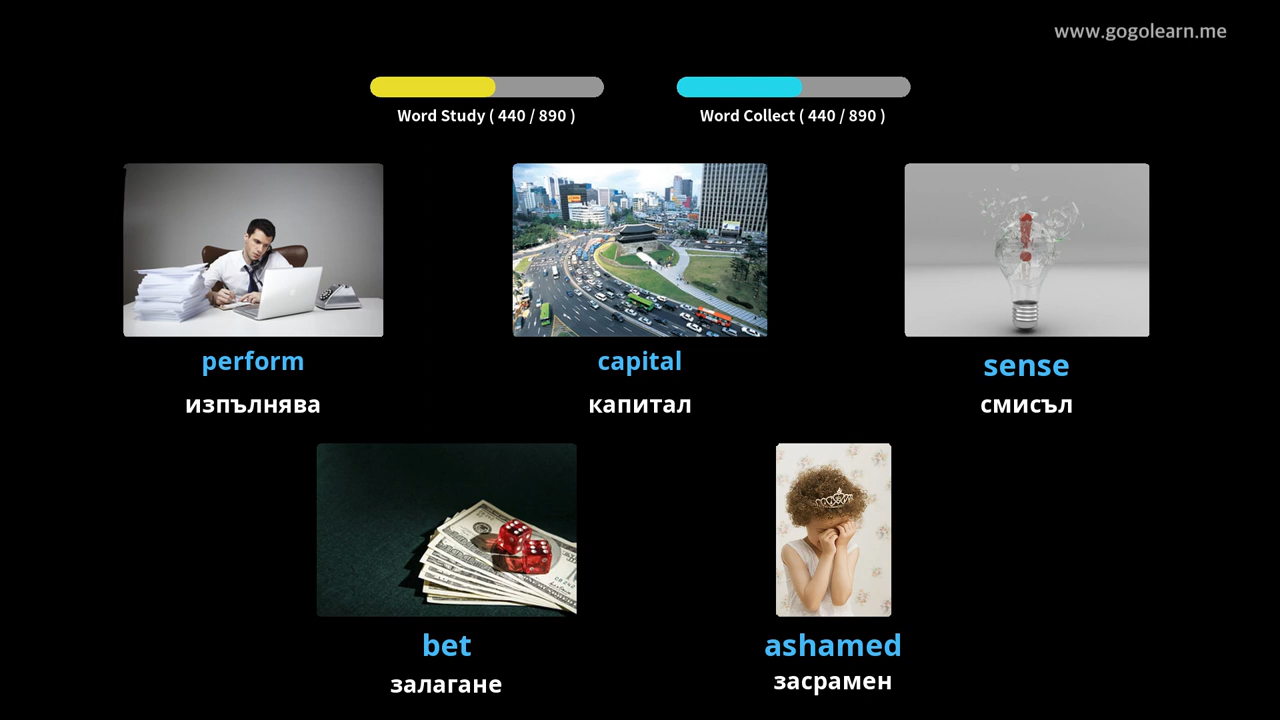 www.gogolearn.me
Word Study ( 440 / 890 )
Word Collect ( 440 / 890 )
perform
изпълнява
capital
капитал
sense
смисъл
bet
залагане
ashamed
засрамен